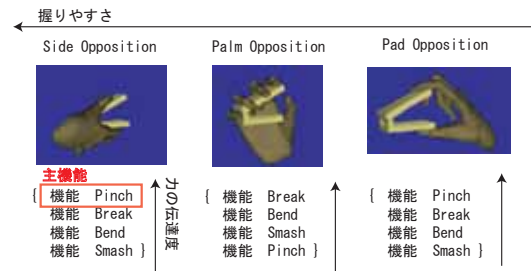 握りやすさ
Side Opposition
Palm Opposition
Pad Opposition
主機能
{ 機能 Pinch
機能 Break
機能 Bend
機能 Smash }
力の伝達度
{ 機能 Break
機能 Bend
機能 Smash
機能 Pinch }
{ 機能 Pinch
機能 Break
機能 Bend
機能 Smash }